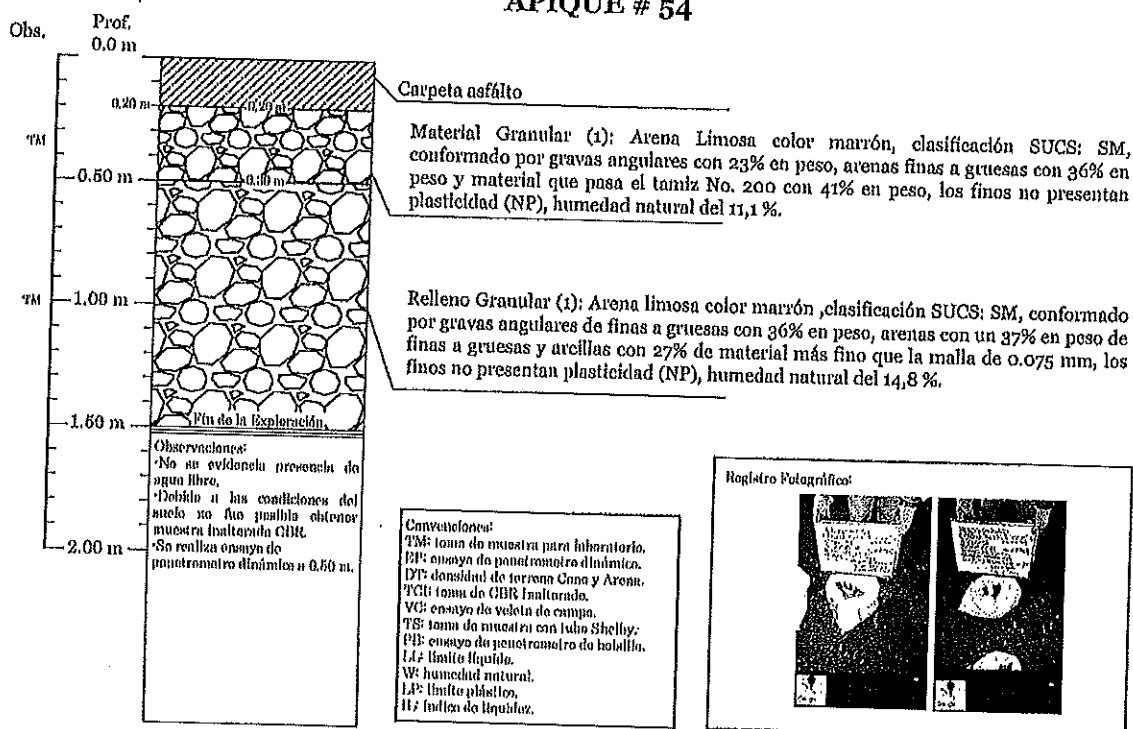 APIQUE # 54
Obs.
Prof.
0.0 m
0,20 m
0,20 m
TM
0.50 m
0.50 m
TM
1.00 m
1.50 m
2.00 m
Carpeta asfálto
Material Granular (1): Arena Limosa color marrón, clasificación SUCS: SM,
conformado por gravas angulares con 23% en peso, arenas finas a gruesas con 36% en
peso y material que pasa el tamiz No. 200 con 41% en peso, los finos no presentan
plasticidad (NP), humedad natural del 11,1 %.
Relleno Granular (1): Arena limosa color marrón ,clasificación SUCS: SM, conformado
por gravas angulares de finas a gruesas con 36% en peso, arenas con un 37% en peso de
finas a gruesas y arcillas con 27% de material más fino que la malla de 0.075 mm, los
finos no presentan plasticidad (NP), humedad natural del 14,8 %.
Fin de la Exploración
Observaciones:
•No se evidencia presencia de
agua libre.
•Debido a las condiciones del
suelo no fue posible obtener
muestra inalterada CBR.
•Se realiza ensayo de
penetrometro dinámico a 0.50 m.
Convenciones:
TM: toma de muestra para laboratorio.
EP: ensayo de penetrometro dinámico.
DT: densidad de terreno Cono y Arena.
TCI: toma de CBR Inalterado.
VC: ensayo de veleta de campo.
TS: toma de muestra con tubo Shelby.
PB: ensayo de penetrometro de bolsillo.
LL: límite líquido.
W: humedad natural.
LP: límite plástico.
IL: índice de liquidez.
Registro Fotográfico: